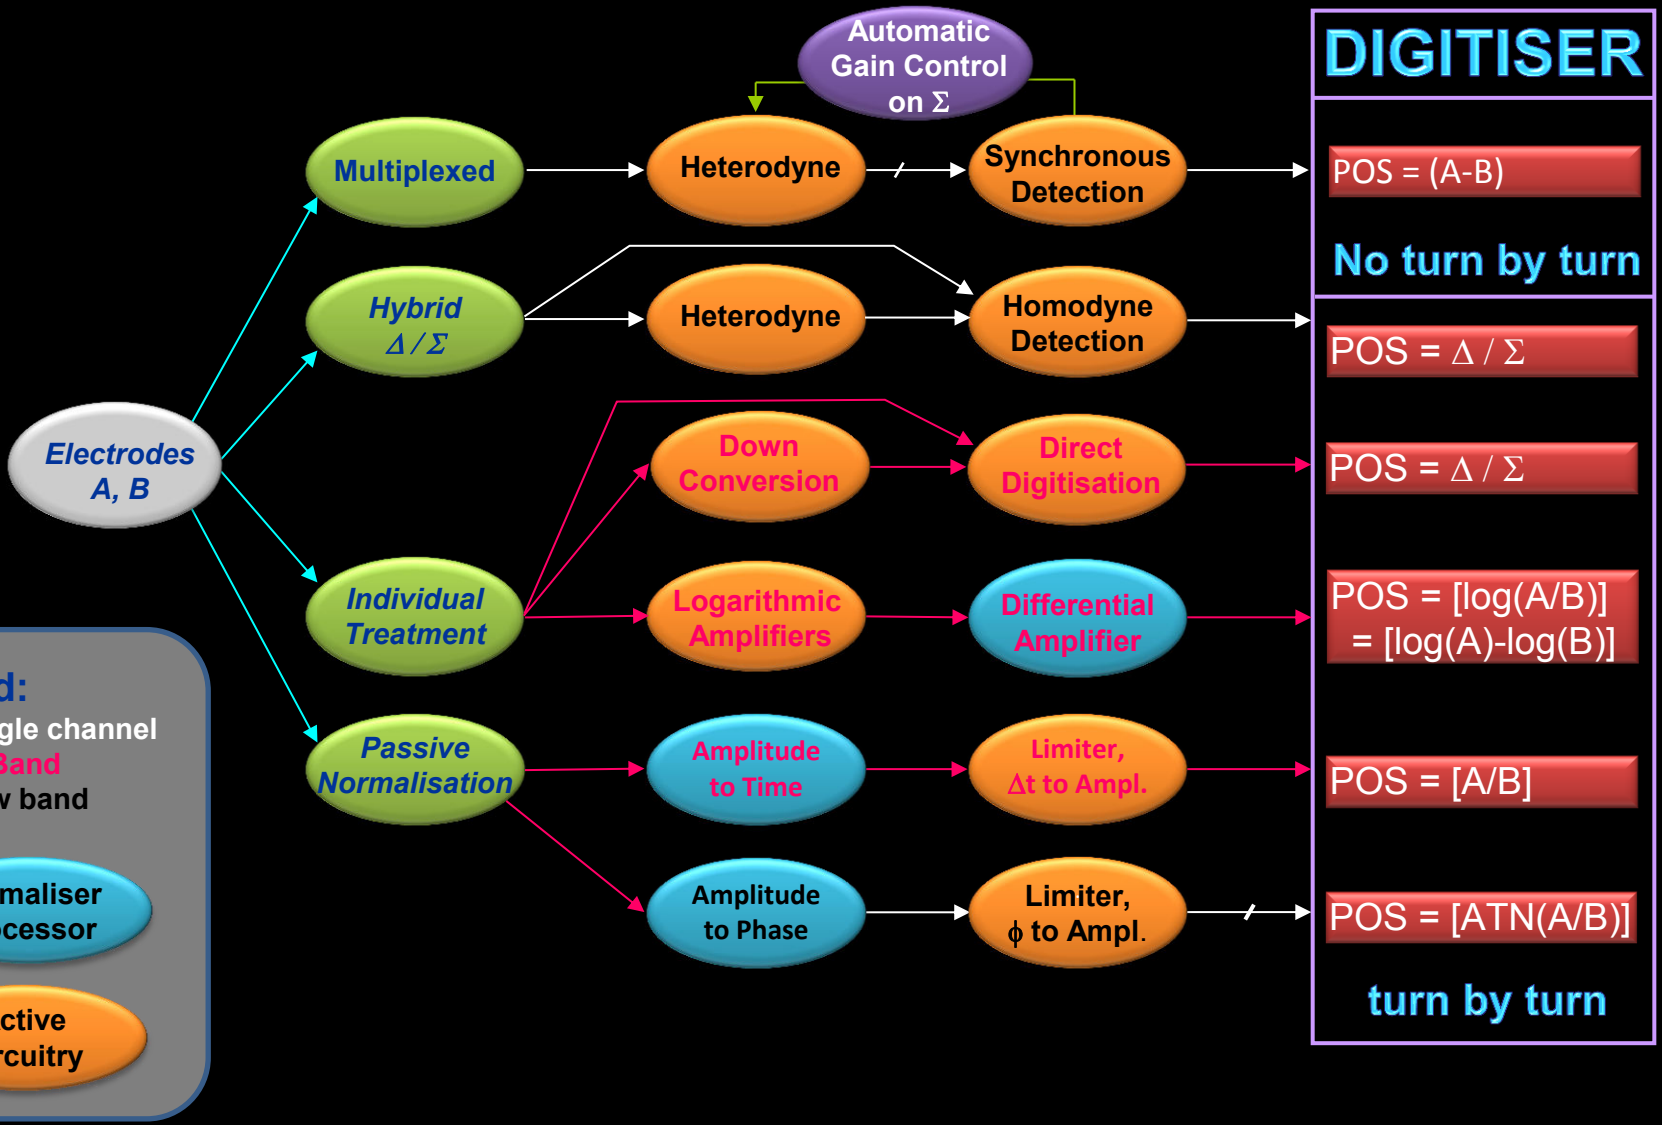 Automatic
Gain Control
on Σ
DIGITISER
Multiplexed
Heterodyne
Synchronous
Detection
POS = (A-B)
No turn by turn
Hybrid
Δ / Σ
Heterodyne
Homodyne
Detection
POS = Δ / Σ
Electrodes
A, B
Down
Conversion
Direct
Digitisation
POS = Δ / Σ
Individual
Treatment
Logarithmic
Amplifiers
Differential
Amplifier
POS = [log(A/B)]
= [log(A)-log(B)]
Passive
Normalisation
Amplitude
to Time
Limiter,
Δt to Ampl.
POS = [A/B]
Amplitude
to Phase
Limiter,
ϕ to Ampl.
POS = [ATN(A/B)]
turn by turn
d:
gle channel
Band
w band
maliser
ocessor
ctive
rcuitry